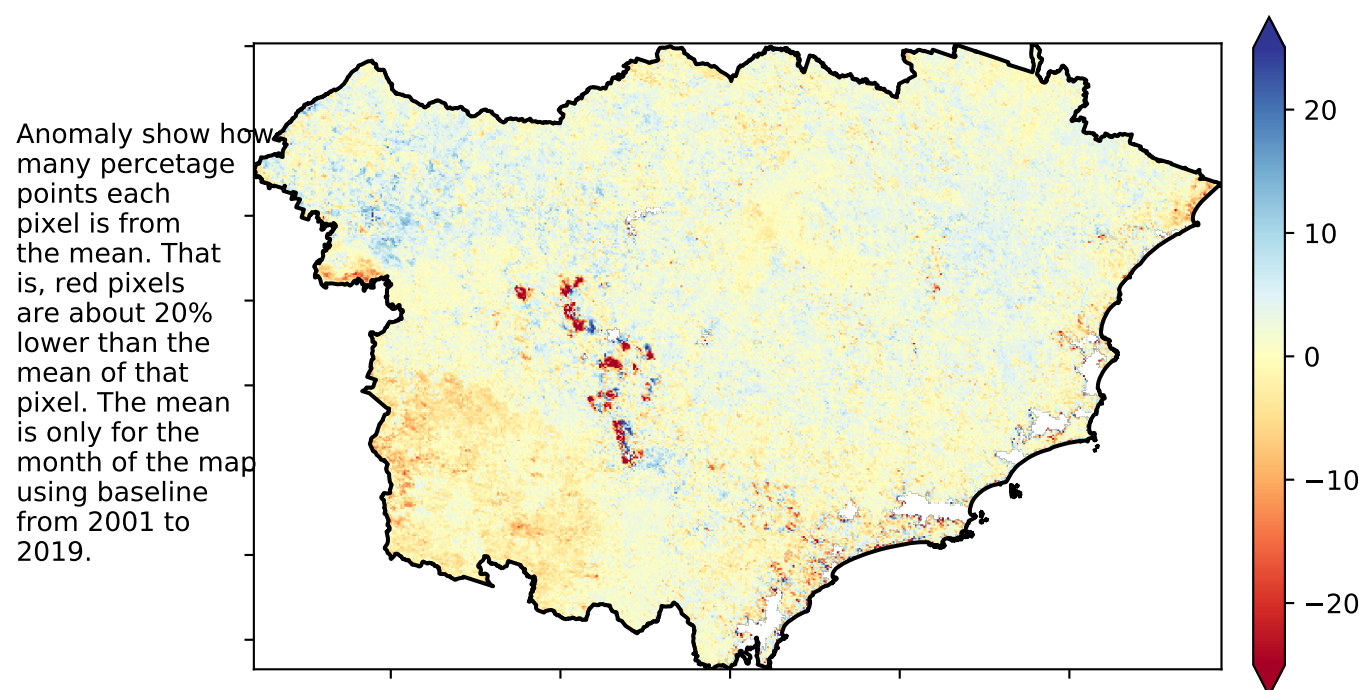 Anomaly show how
many percetage
points each
pixel is from
the mean. That
is, red pixels
are about 20%
lower than the
mean of that
pixel. The mean
is only for the
month of the map
using baseline
from 2001 to
2019.
20
10
0
−10
−20